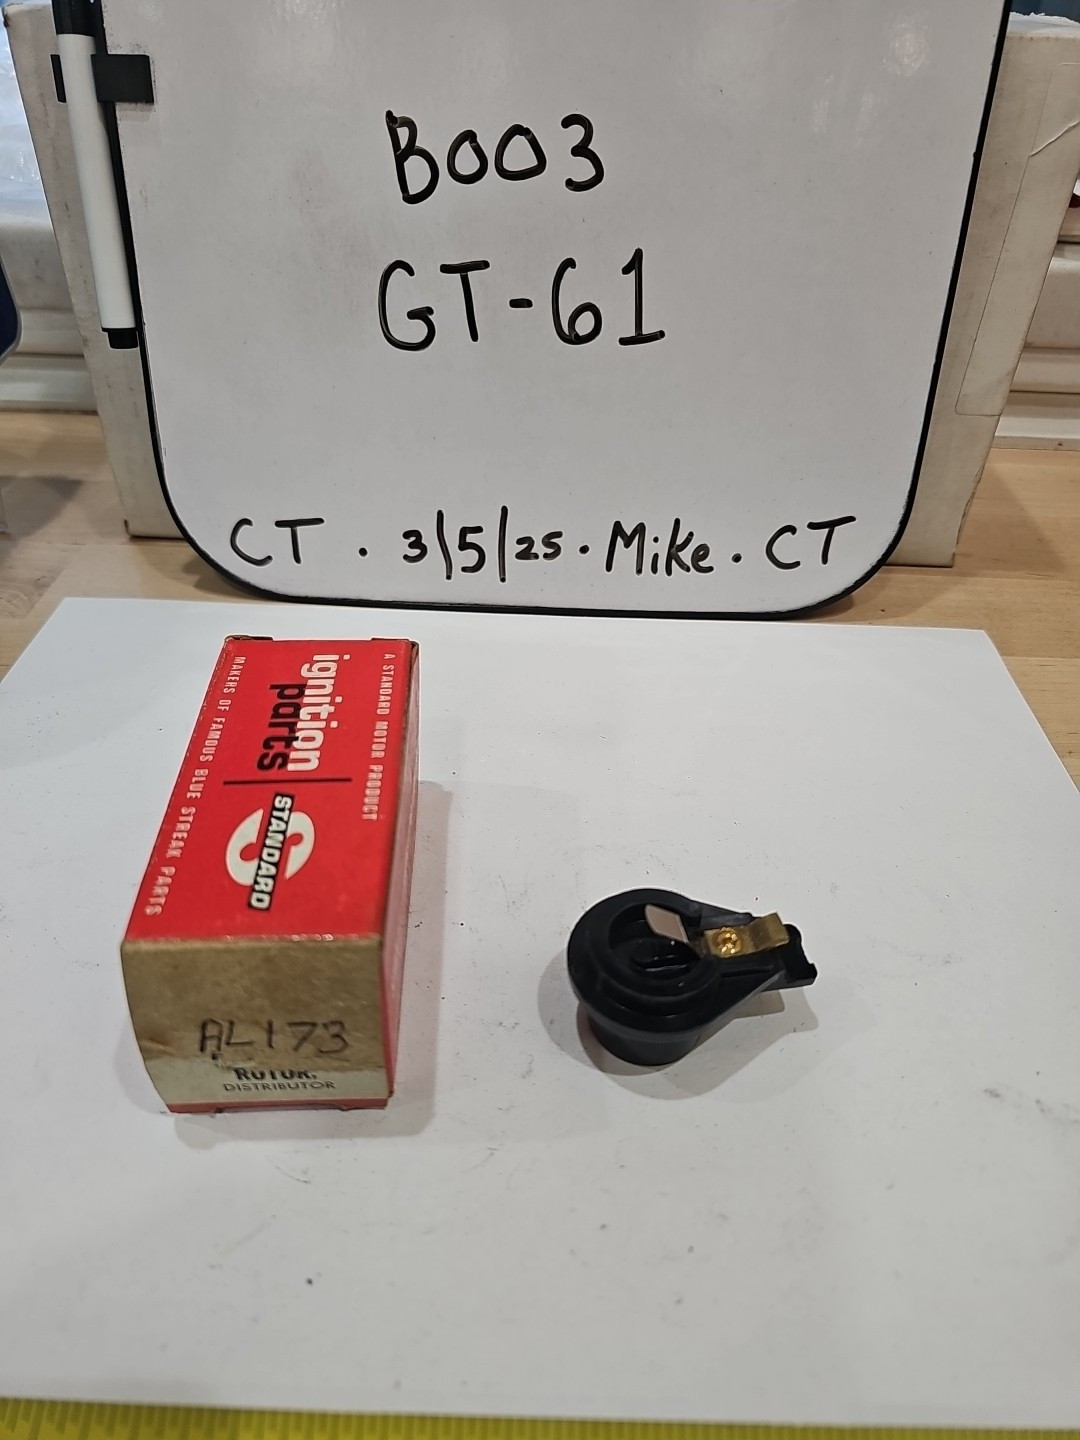 B003
GT-61
CT . 3/5/25 . Mike . CT
A STANDARD MOTOR PRODUCT
ignition
parts
STANDARD
MAKERS OF FAMOUS BLUE STREAK PARTS
AL173
ROTOR,
DISTRIBUTOR